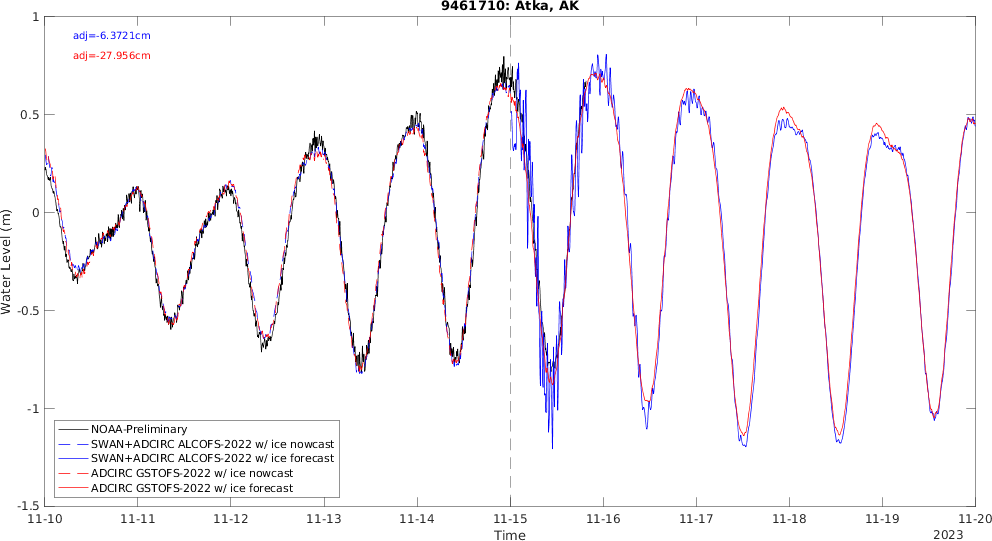 9461710: Atka, AK
adj=-6.3721cm
adj=-27.956cm
1
0.5
0
-0.5
-1
-1.5
Water Level (m)
NOAA-Preliminary
SWAN+ADCIRC ALCOFS-2022 w/ ice nowcast
SWAN+ADCIRC ALCOFS-2022 w/ ice forecast
ADCIRC GSTOFS-2022 w/ ice nowcast
ADCIRC GSTOFS-2022 w/ ice forecast
11-10 11-11 11-12 11-13 11-14 11-15 11-16 11-17 11-18 11-19 11-20
Time
2023